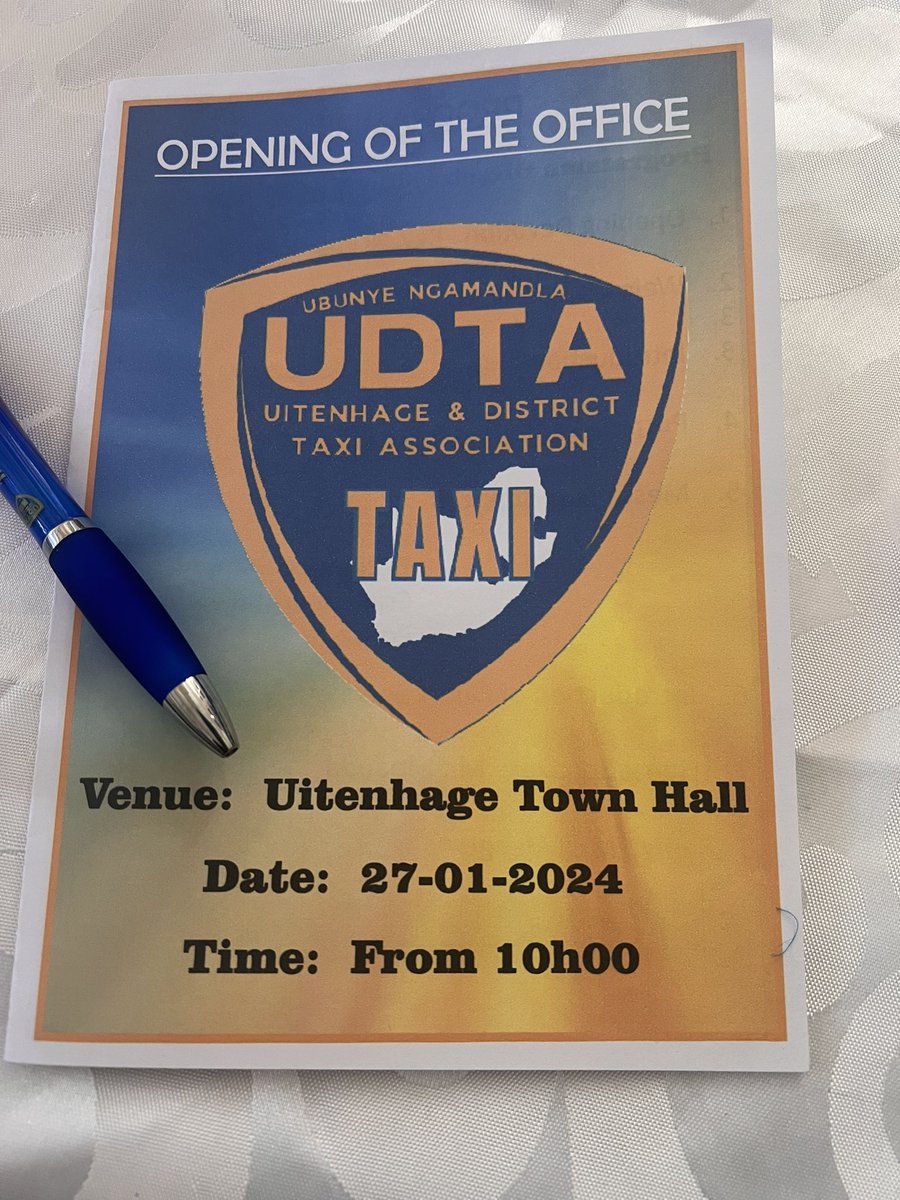 OPENING OF THE OFFICE
UBUNYE NGAMANDLA
UDTA
UITENHAGE & DISTRICT
TAXI ASSOCIATION
TAXI
Venue: Uitenhage Town Hall
Date: 27-01-2024
Time: From 10h00